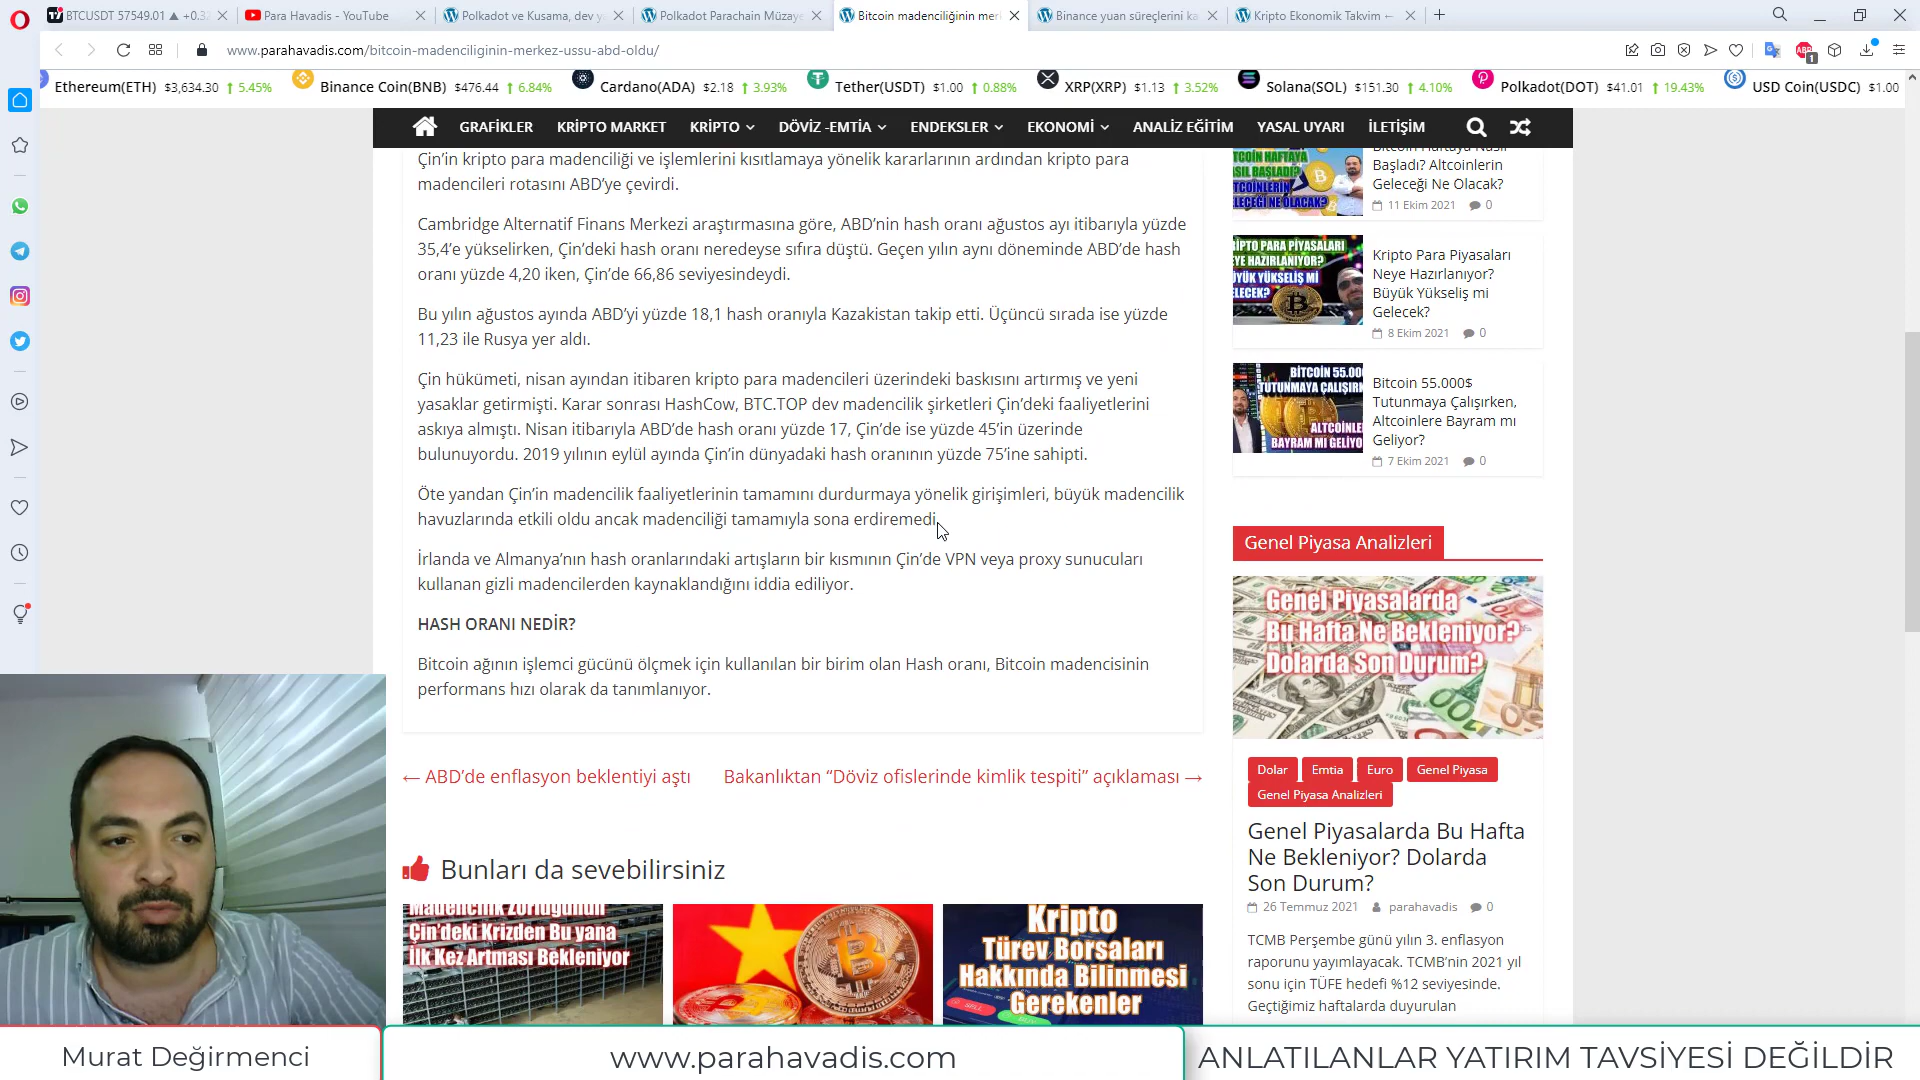 BTCUSDT 57549.01 ▲ +0.32
Para Havadis - YouTube
Polkadot ve Kusama, dev y
Polkadot Parachain Müzaye
Bitcoin madenciliğinin mer
Binance yuan süreçlerini ka
Kripto Ekonomik Takvim ←
www.parahavadis.com/bitcoin-madenciliginin-merkez-ussu-abd-oldu/
Ethereum(ETH) $3,634.30 ↑ 5.45% Binance Coin(BNB) $476.44 ↑ 6.84% Cardano(ADA) $2.18 ↑ 3.93% Tether(USDT) $1.00 ↑ 0.88% XRP(XRP) $1.13 ↑ 3.52% Solana(SOL) $151.30 ↑ 4.10% Polkadot(DOT) $41.01 ↑ 19.43% USD Coin(USDC) $1.00
GRAFİKLER KRİPTO MARKET KRİPTO DÖVİZ -EMTİA ENDEKSLER EKONOMİ ANALİZ EĞİTİM YASAL UYARI İLETİŞİM
Çin’in kripto para madenciliği ve işlemlerini kısıtlamaya yönelik kararlarının ardından kripto para
madencileri rotasını ABD’ye çevirdi.
Cambridge Alternatif Finans Merkezi araştırmasına göre, ABD’nin hash oranı ağustos ayı itibarıyla yüzde
35,4’e yükselirken, Çin’deki hash oranı neredeyse sıfıra düştü. Geçen yılın aynı döneminde ABD’de hash
oranı yüzde 4,20 iken, Çin’de 66,86 seviyesindeydi.
Bu yılın ağustos ayında ABD’yi yüzde 18,1 hash oranıyla Kazakistan takip etti. Üçüncü sırada ise yüzde
11,23 ile Rusya yer aldı.
Çin hükümeti, nisan ayından itibaren kripto para madencileri üzerindeki baskısını artırmış ve yeni
yasaklar getirmişti. Karar sonrası HashCow, BTC.TOP dev madencilik şirketleri Çin’deki faaliyetlerini
askıya almıştı. Nisan itibarıyla ABD’de hash oranı yüzde 17, Çin’de ise yüzde 45’in üzerinde
bulunuyordu. 2019 yılının eylül ayında Çin’in dünyadaki hash oranının yüzde 75’ine sahipti.
Öte yandan Çin’in madencilik faaliyetlerinin tamamını durdurmaya yönelik girişimleri, büyük madencilik
havuzlarında etkili oldu ancak madenciliği tamamıyla sona erdiremedi.
İrlanda ve Almanya’nın hash oranlarındaki artışların bir kısmının Çin’de VPN veya proxy sunucuları
kullanan gizli madencilerden kaynaklandığını iddia ediliyor.
HASH ORANI NEDİR?
Bitcoin ağının işlemci gücünü ölçmek için kullanılan bir birim olan Hash oranı, Bitcoin madencisinin
performans hızı olarak da tanımlanıyor.
← ABD’de enflasyon beklentiyi aştı
Bakanlıktan “Döviz ofislerinde kimlik tespiti” açıklaması →
Bunları da sevebilirsiniz
Madencilik Zorluğunun
Çin'deki Krizden Bu yana
İlk Kez Artması Bekleniyor
Kripto
Türev Borsaları
Hakkında Bilinmesi
Gerekenler
SELL
Bitcoin Haftaya Nasıl
Başladı? Altcoinlerin
Geleceği Ne Olacak?
11 Ekim 2021 0
Kripto Para Piyasaları
Neye Hazırlanıyor?
Büyük Yükseliş mi
Gelecek?
8 Ekim 2021 0
Bitcoin 55.000$
Tutunmaya Çalışırken,
Altcoinlere Bayram mı
Geliyor?
7 Ekim 2021 0
Genel Piyasa Analizleri
Genel Piyasalarda
Bu Hafta Ne Bekleniyor?
Dolarda Son Durum?
Dolar Emtia Euro Genel Piyasa
Genel Piyasa Analizleri
Genel Piyasalarda Bu Hafta
Ne Bekleniyor? Dolarda
Son Durum?
26 Temmuz 2021 parahavadis 0
TCMB Perşembe günü yılın 3. enflasyon
raporunu yayımlayacak. TCMB’nin 2021 yıl
sonu için TÜFE hedefi %12 seviyesinde.
Geçtiğimiz haftalarda duyurulan
Murat Değirmenci
www.parahavadis.com
ANLATILANLAR YATIRIM TAVSİYESİ DEĞİLDİR